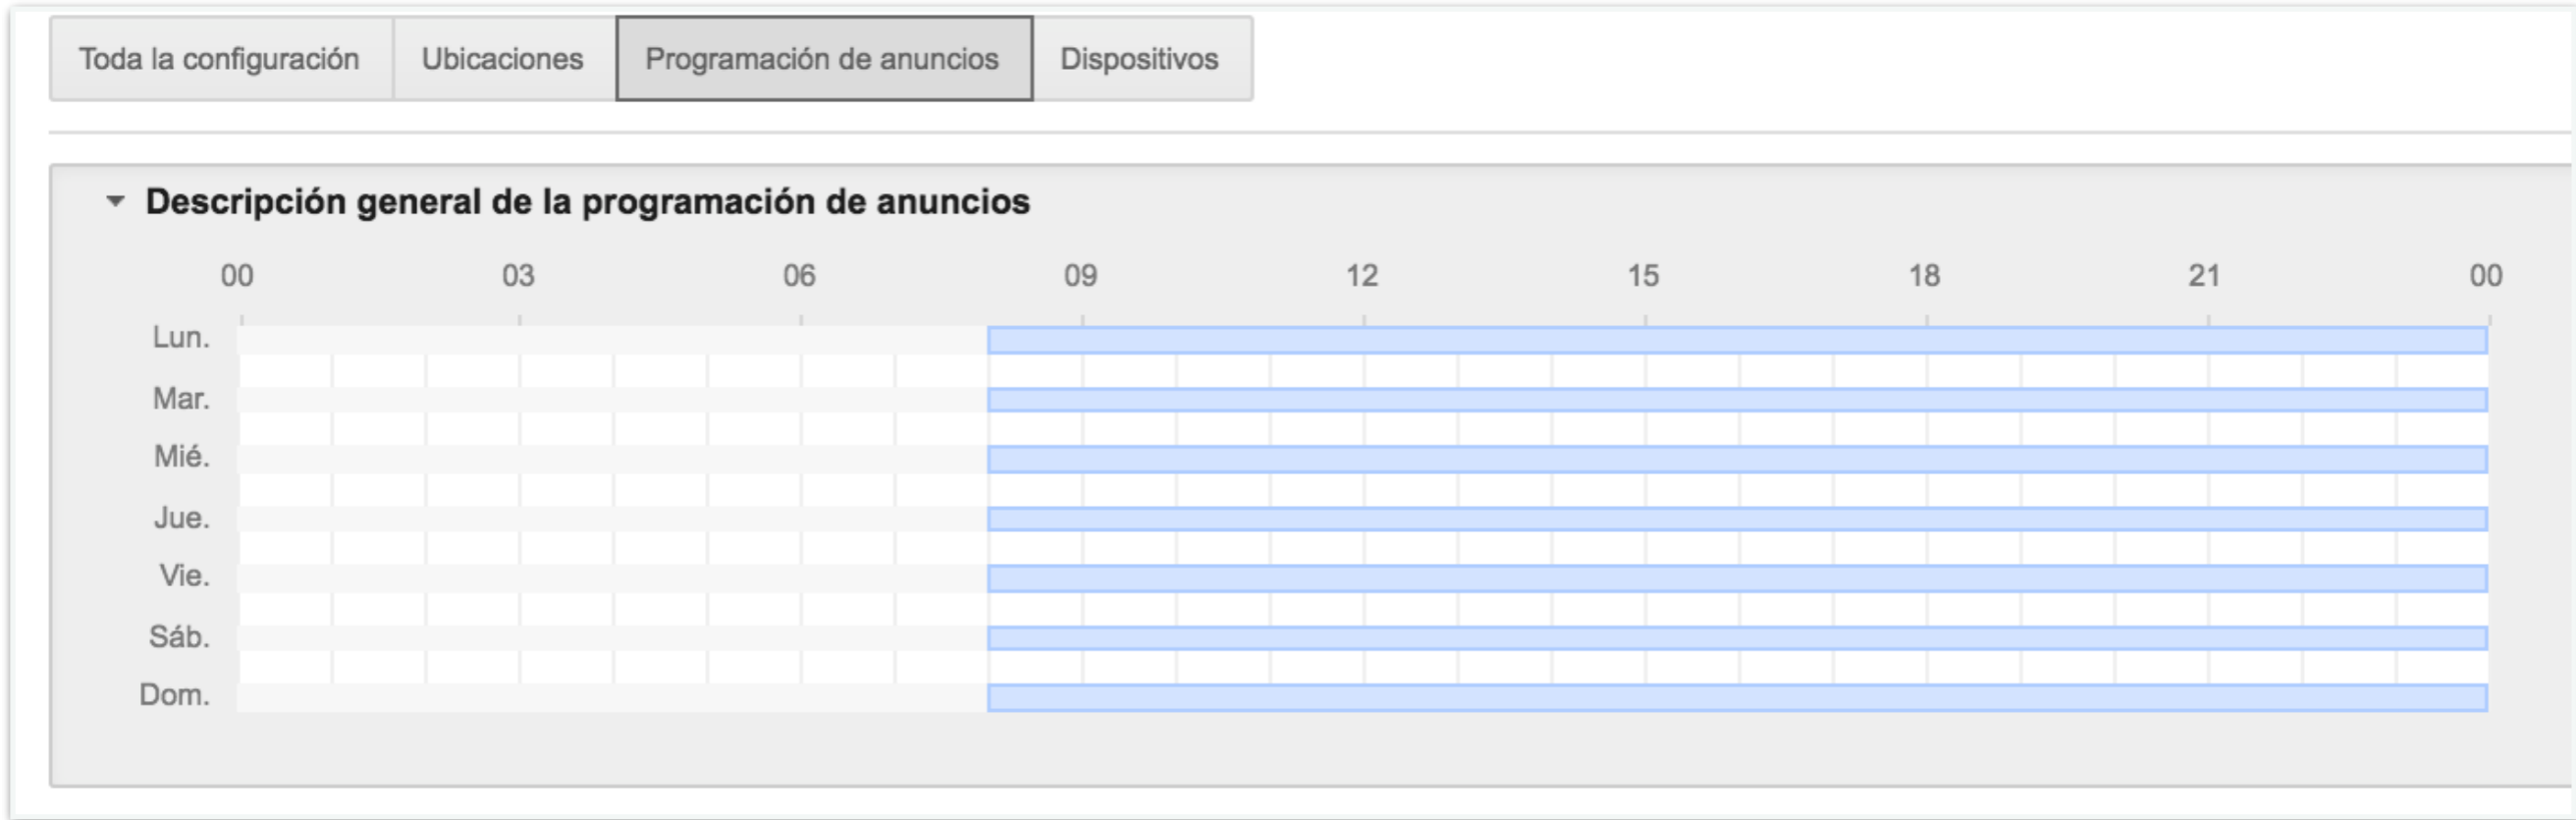 Toda la configuración Ubicaciones Programación de anuncios Dispositivos
Descripción general de la programación de anuncios
00 03 06 09 12 15 18 21 00
Lun.
Mar.
Mié.
Jue.
Vie.
Sáb.
Dom.